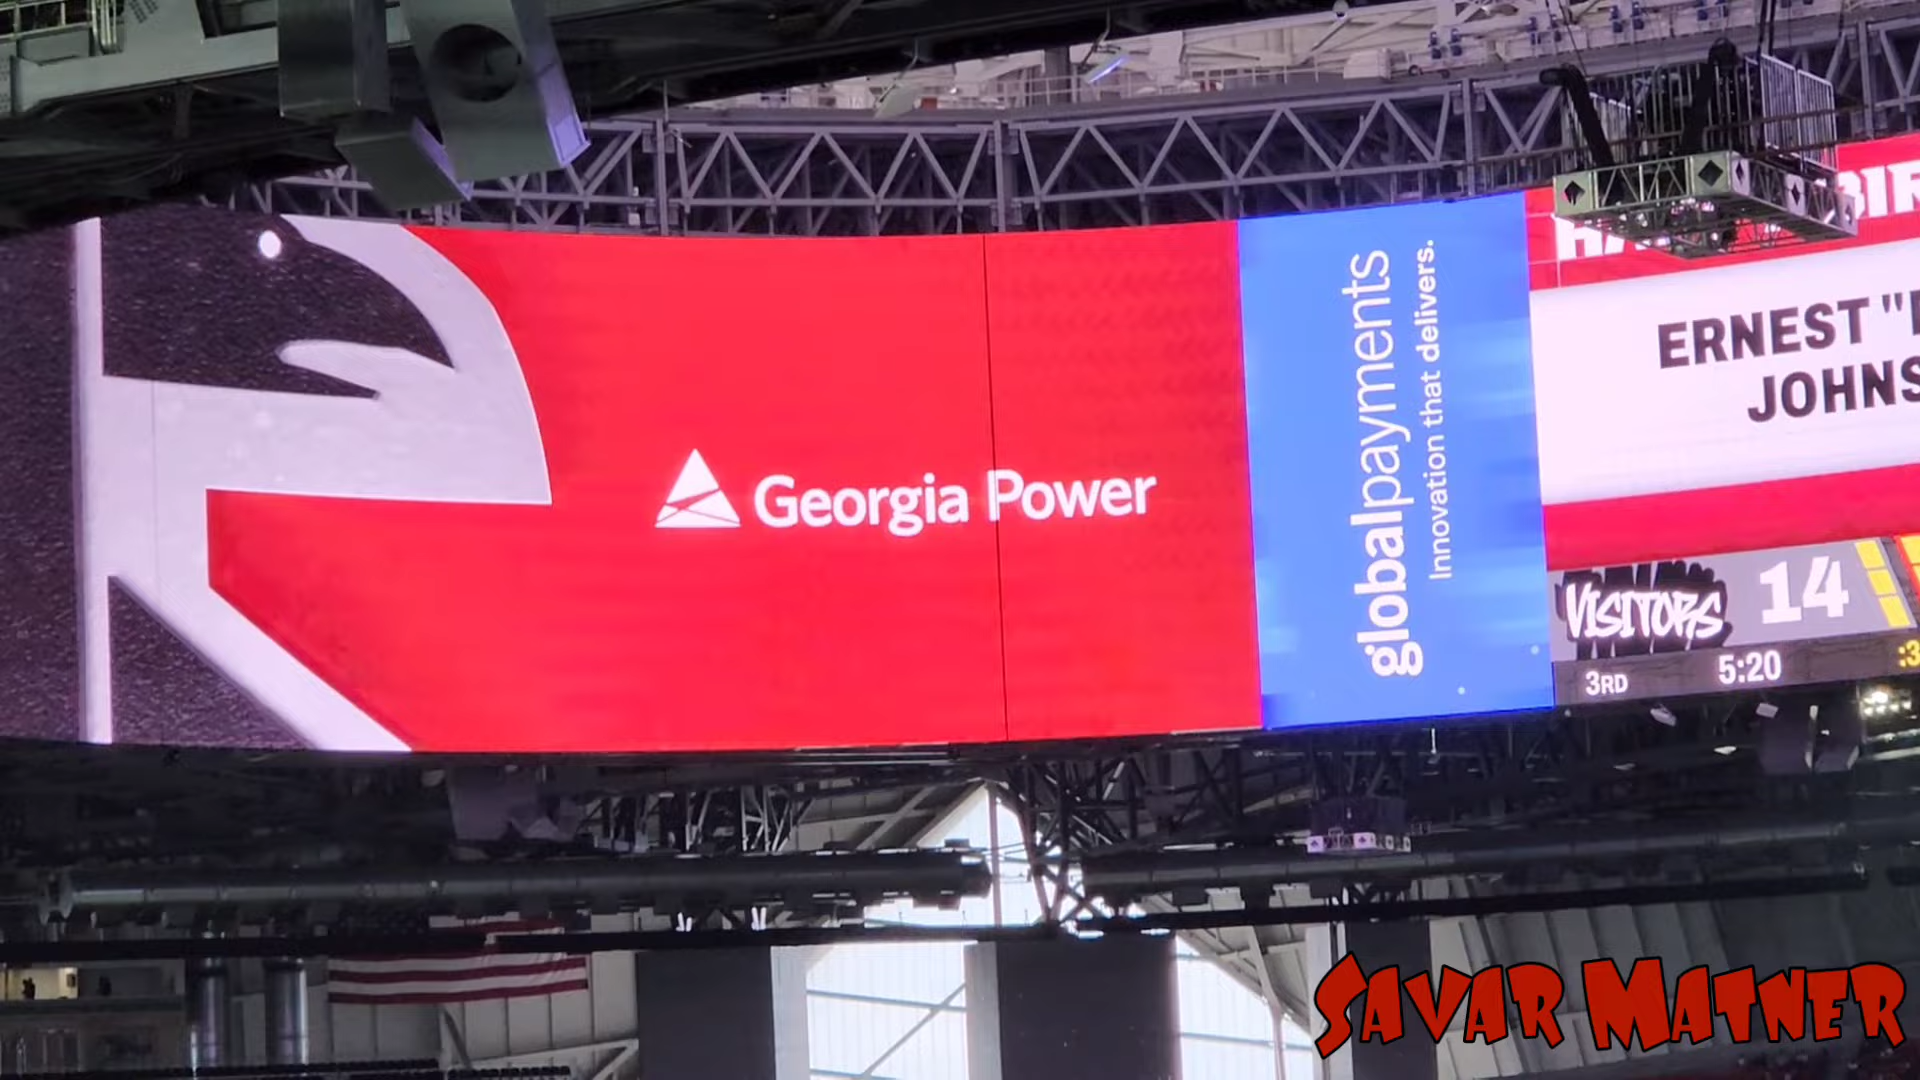 Georgia Power
globalpayments
Innovation that delivers.
ERNEST "
JOHNS
VISITORS 14
3RD 5:20
SAVAR MATNER